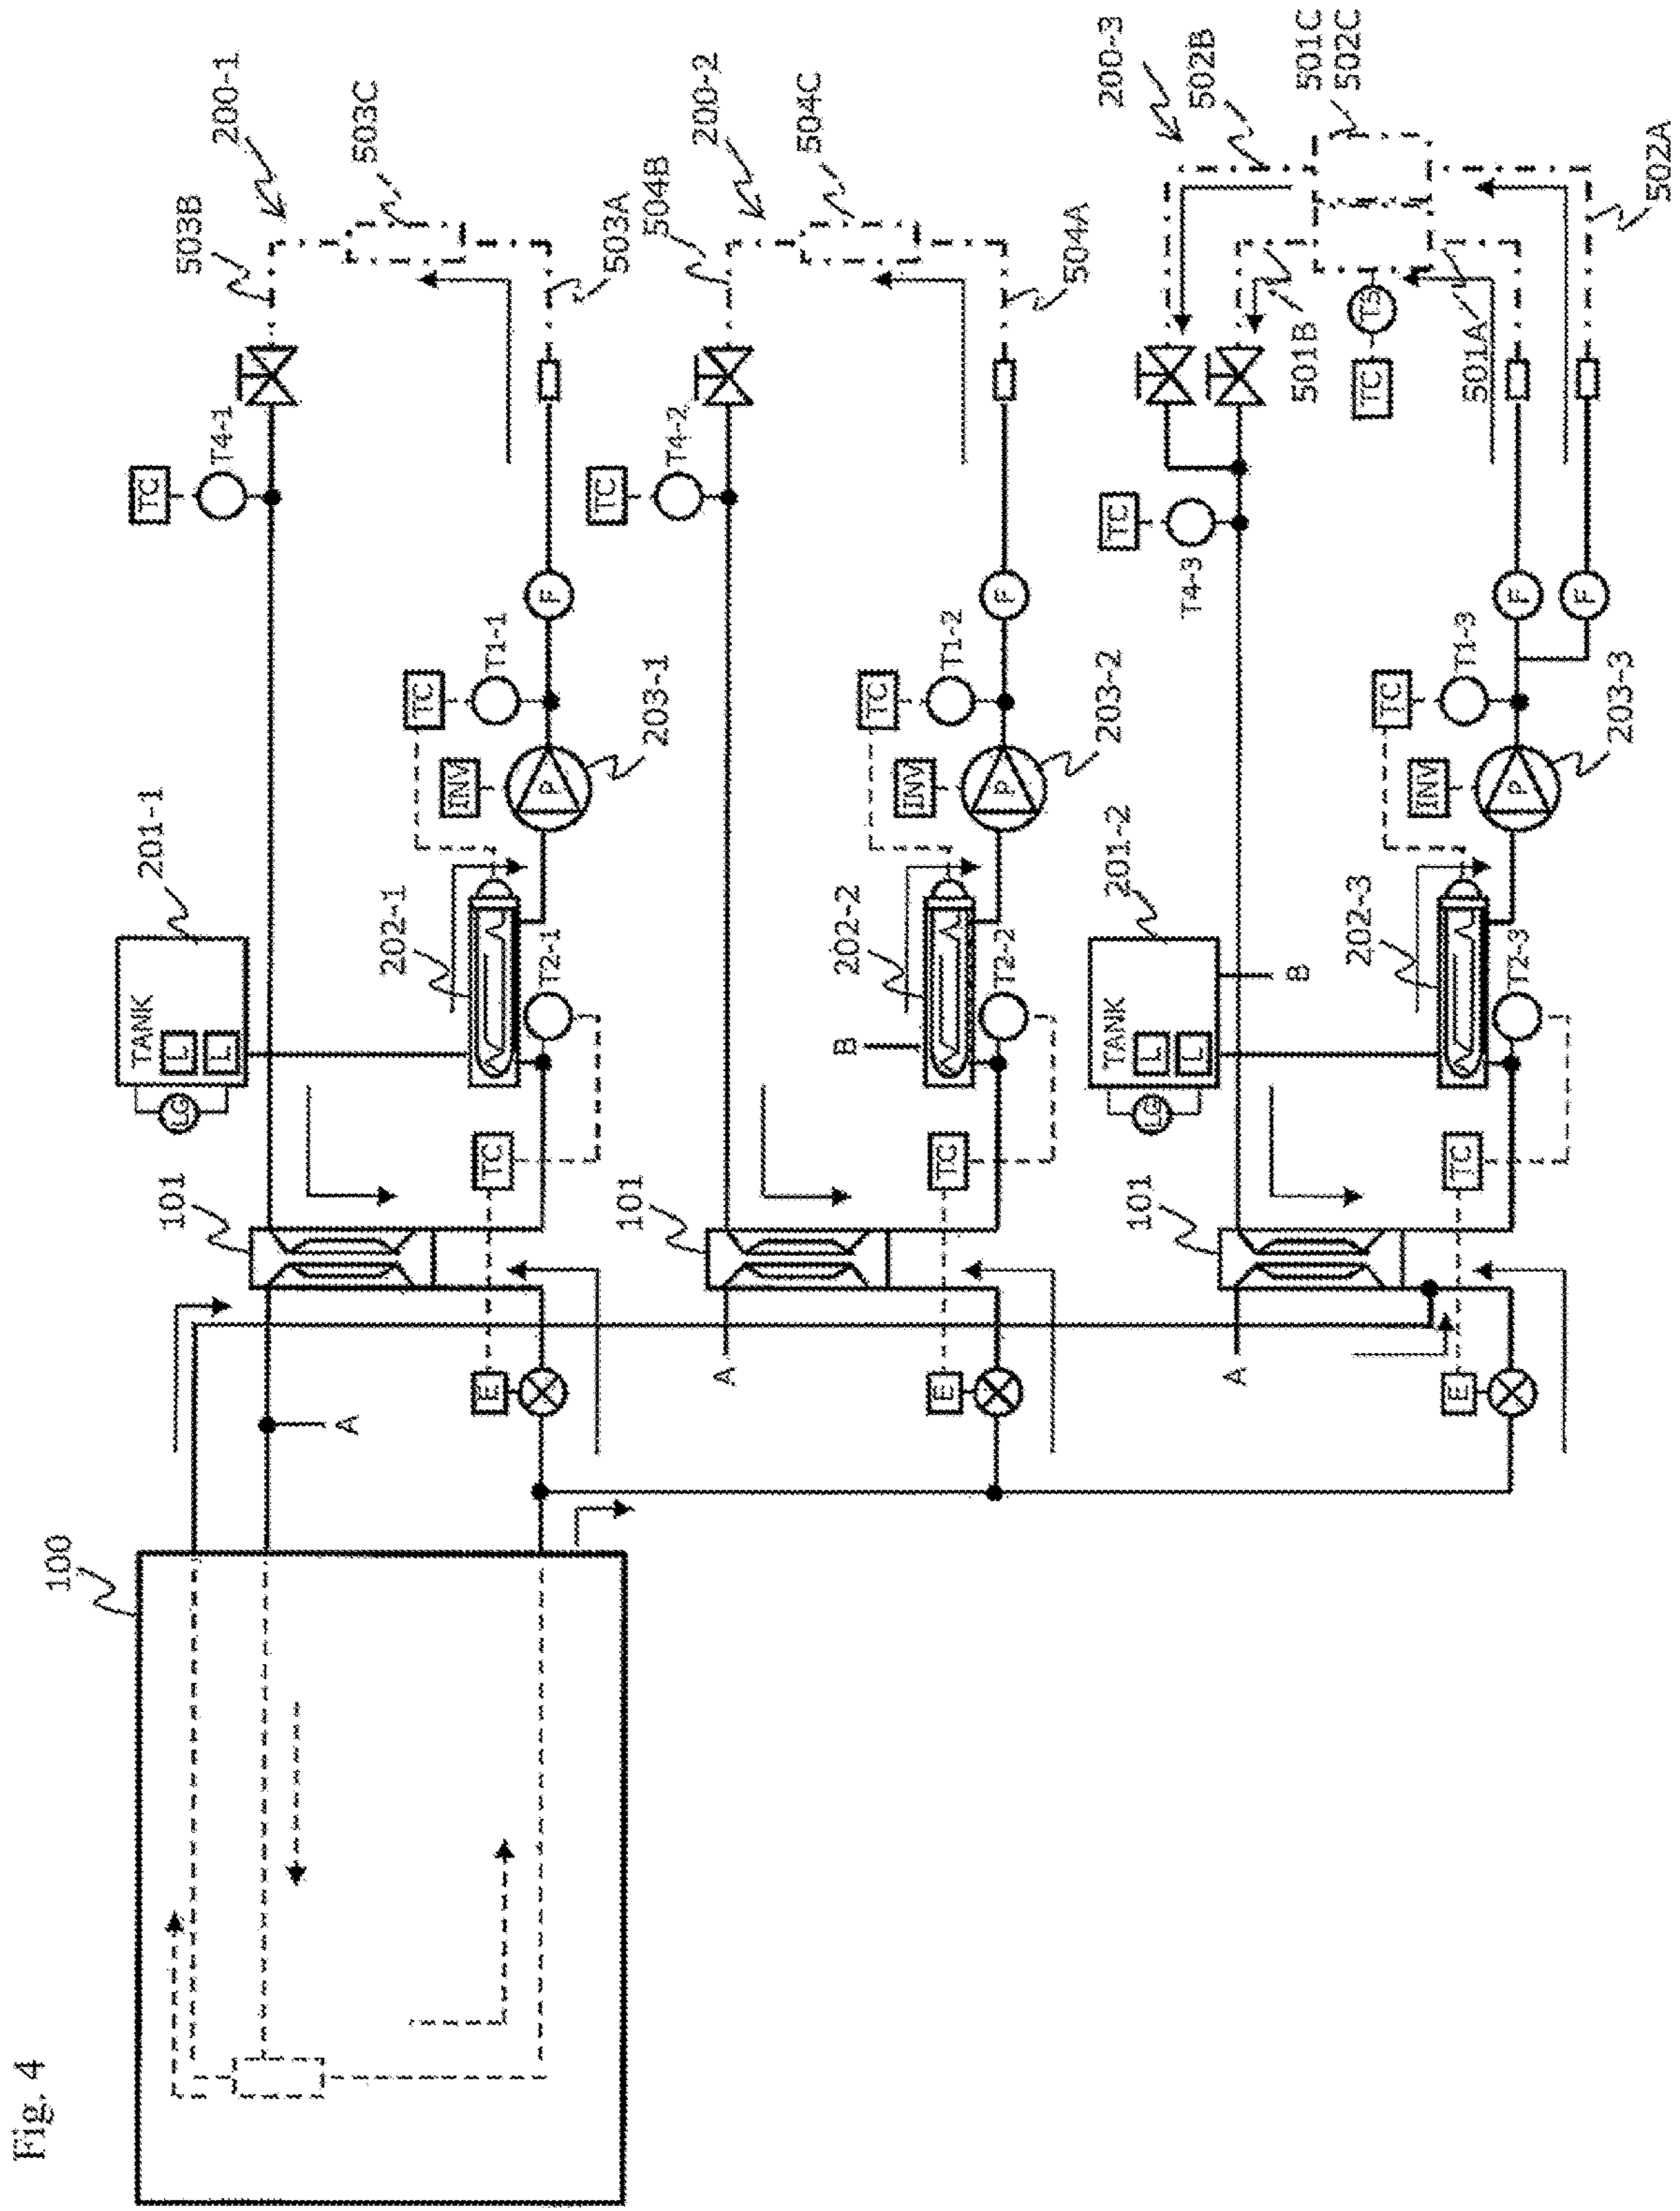 Fig. 4
100
A
101
201-1
TANK
L
L
LG
202-1
T2-1
TC
E
INV
P
203-1
TC
T1-1
F
TC
T4-1
503B
200-1
503C
503A
101
A
B
202-2
T2-2
TC
E
INV
P
203-2
TC
T1-2
F
TC
T4-2
504B
200-2
504C
504A
101
A
201-2
TANK
L
L
LG
B
202-3
T2-3
TC
E
INV
P
203-3
TC
T1-3
F
F
TC
T4-3
200-3
502B
501C
502C
501B
TC
T3
501A
502A